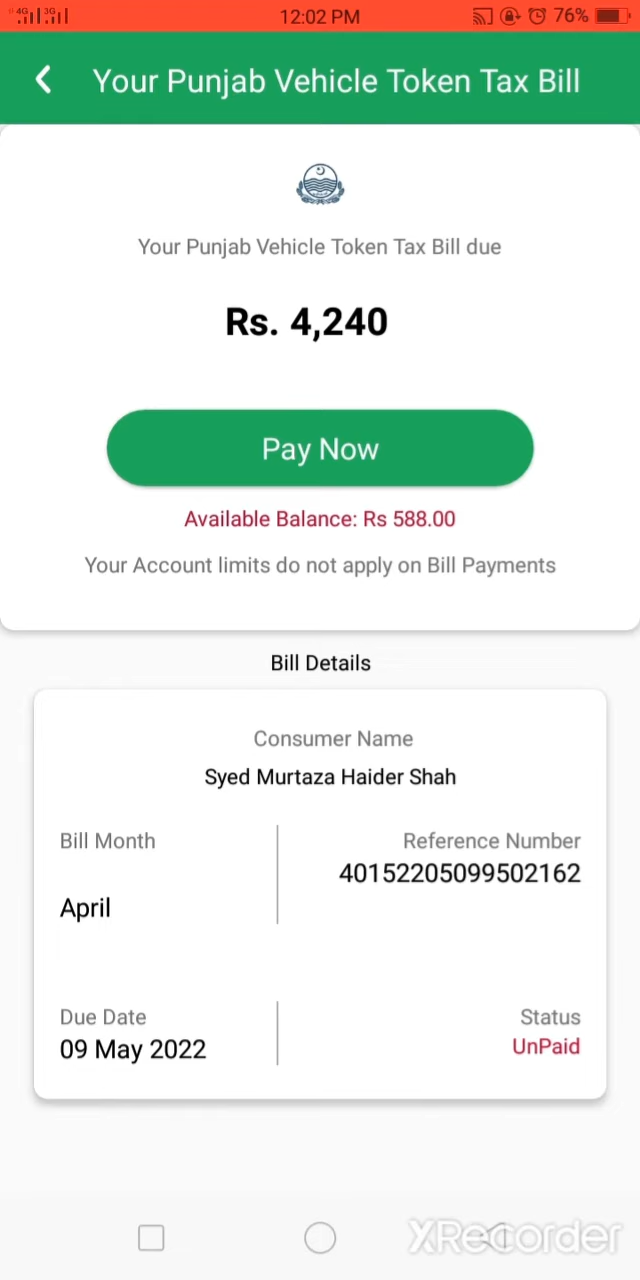 4G 3G 12:02 PM 76%
Your Punjab Vehicle Token Tax Bill
Your Punjab Vehicle Token Tax Bill due
Rs. 4,240
Pay Now
Available Balance: Rs 588.00
Your Account limits do not apply on Bill Payments
Bill Details
Consumer Name
Syed Murtaza Haider Shah
Bill Month
April
Reference Number
40152205099502162
Due Date
09 May 2022
Status
UnPaid
XRecorder